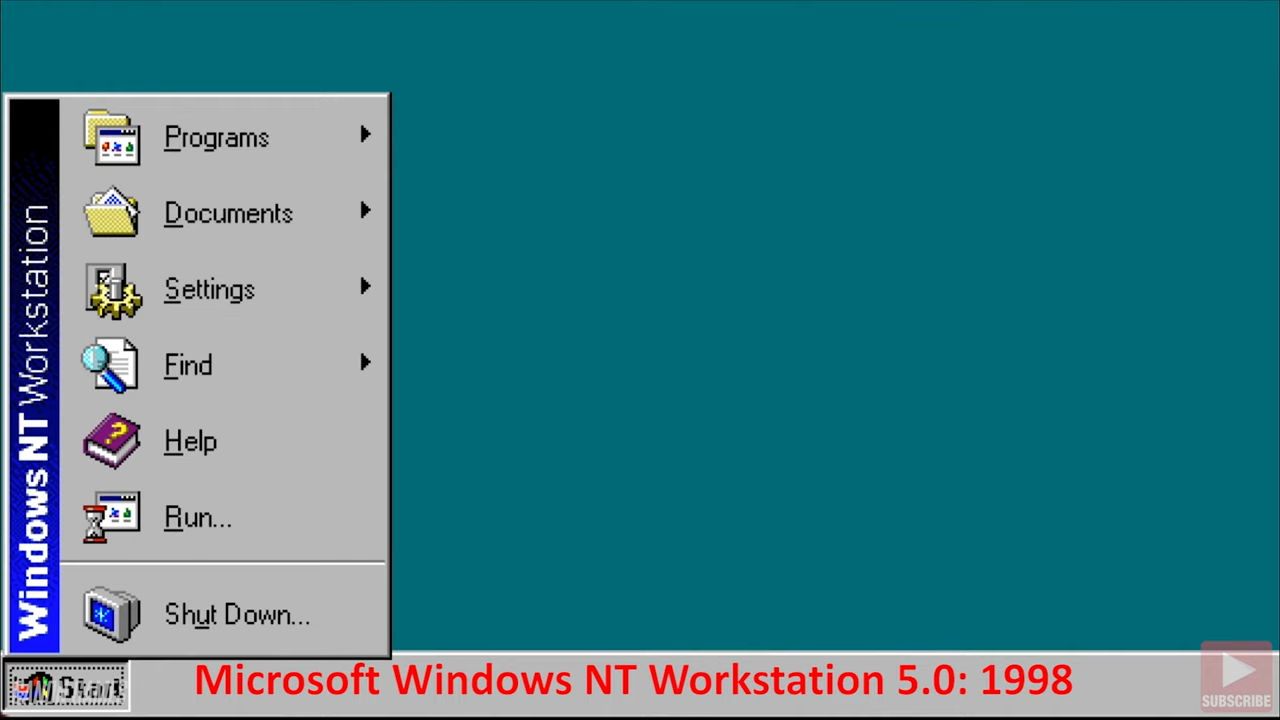 Programs
Documents
Settings
Find
Help
Run...
Shut Down...
Windows NT Workstation
Start
Microsoft Windows NT Workstation 5.0: 1998
SUBSCRIBE